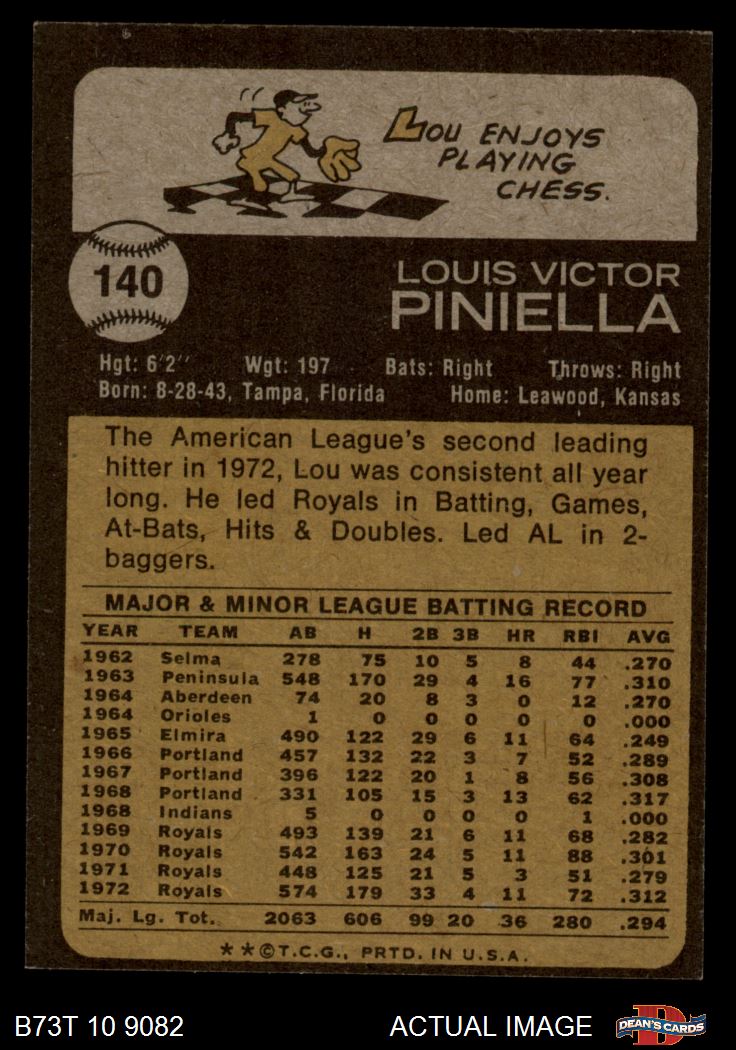 LOU ENJOYS
PLAYING
CHESS.
140
LOUIS VICTOR
PINIELLA
Hgt: 6'2" Wgt: 197 Bats: Right Throws: Right
Born: 8-28-43, Tampa, Florida Home: Leawood, Kansas
The American League's second leading
hitter in 1972, Lou was consistent all year
long. He led Royals in Batting, Games,
At-Bats, Hits & Doubles. Led AL in 2-
baggers.
MAJOR & MINOR LEAGUE BATTING RECORD
YEAR TEAM AB H 2B 3B HR RBI AVG
1962 Selma 278 75 10 5 8 44 .270
1963 Peninsula 548 170 29 4 16 77 .310
1964 Aberdeen 74 20 8 3 0 12 .270
1964 Orioles 1 0 0 0 0 0 .000
1965 Elmira 490 122 29 6 11 64 .249
1966 Portland 457 132 22 3 7 52 .289
1967 Portland 396 122 20 1 8 56 .308
1968 Portland 331 105 15 3 13 62 .317
1968 Indians 5 0 0 0 0 1 .000
1969 Royals 493 139 21 6 11 68 .282
1970 Royals 542 163 24 5 11 88 .301
1971 Royals 448 125 21 5 3 51 .279
1972 Royals 574 179 33 4 11 72 .312
Maj. Lg. Tot. 2063 606 99 20 36 280 .294
**©T.C.G., PRTD. IN U.S.A.
B73T 10 9082 ACTUAL IMAGE D DEAN'S CARDS